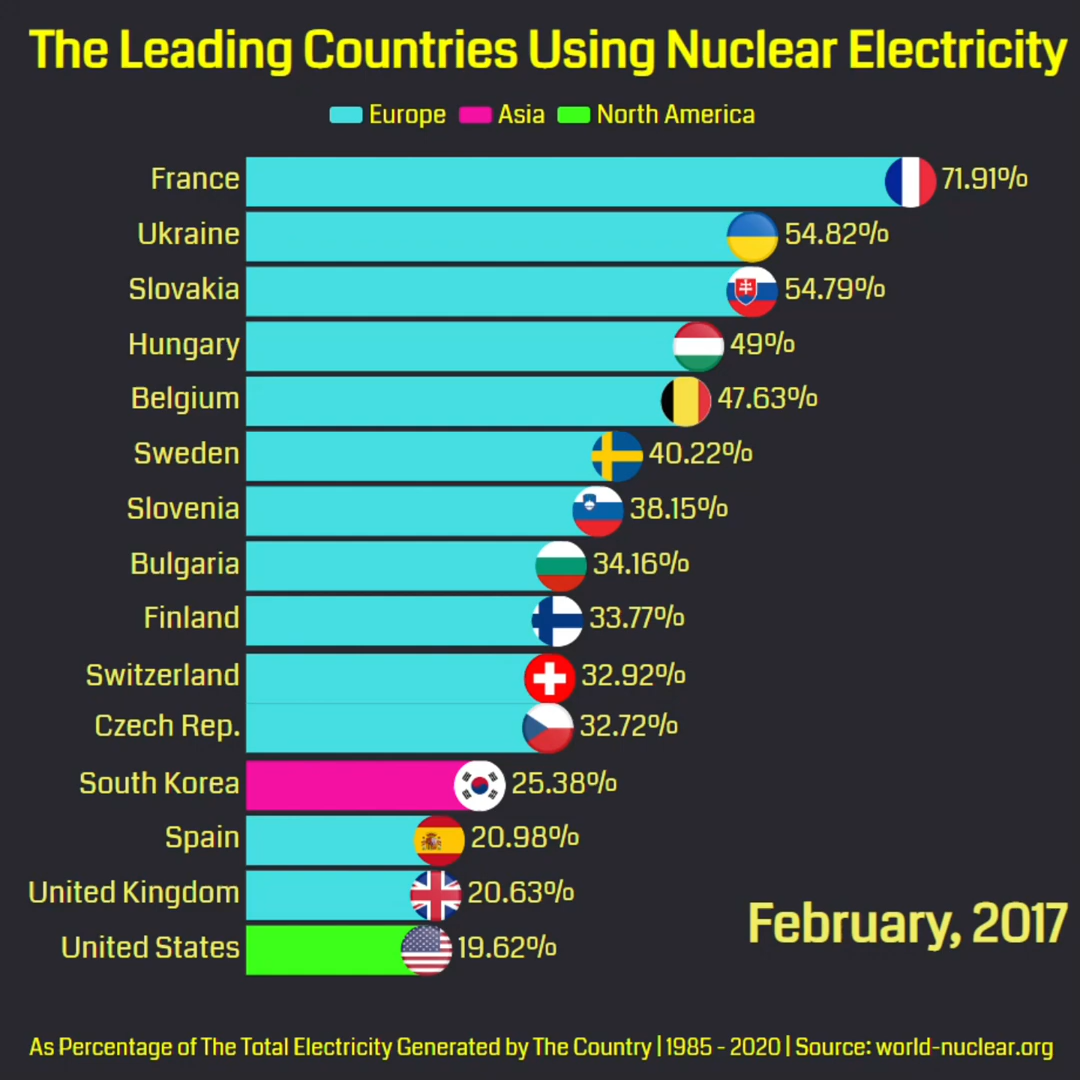 The Leading Countries Using Nuclear Electricity
Europe Asia North America
France 71.91%
Ukraine 54.82%
Slovakia 54.79%
Hungary 49%
Belgium 47.63%
Sweden 40.22%
Slovenia 38.15%
Bulgaria 34.16%
Finland 33.77%
Switzerland 32.92%
Czech Rep. 32.72%
South Korea 25.38%
Spain 20.98%
United Kingdom 20.63%
United States 19.62%
February, 2017
As Percentage of The Total Electricity Generated by The Country | 1985 - 2020 | Source: world-nuclear.org